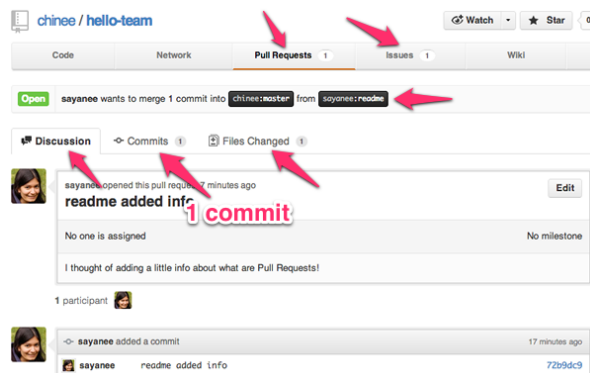 chinee / hello-team
Watch
Star
Code
Network
Pull Requests 1
Issues 1
Wiki
Open sayanee wants to merge 1 commit into chinee:master from sayanee:readme
Discussion
Commits 1
Files Changed 1
sayanee opened this pull request 7 minutes ago
Edit
readme added info
1 commit
No one is assigned
No milestone
I thought of adding a little info about what are Pull Requests!
1 participant
sayanee added a commit
17 minutes ago
sayanee readme added info
72b9dc9